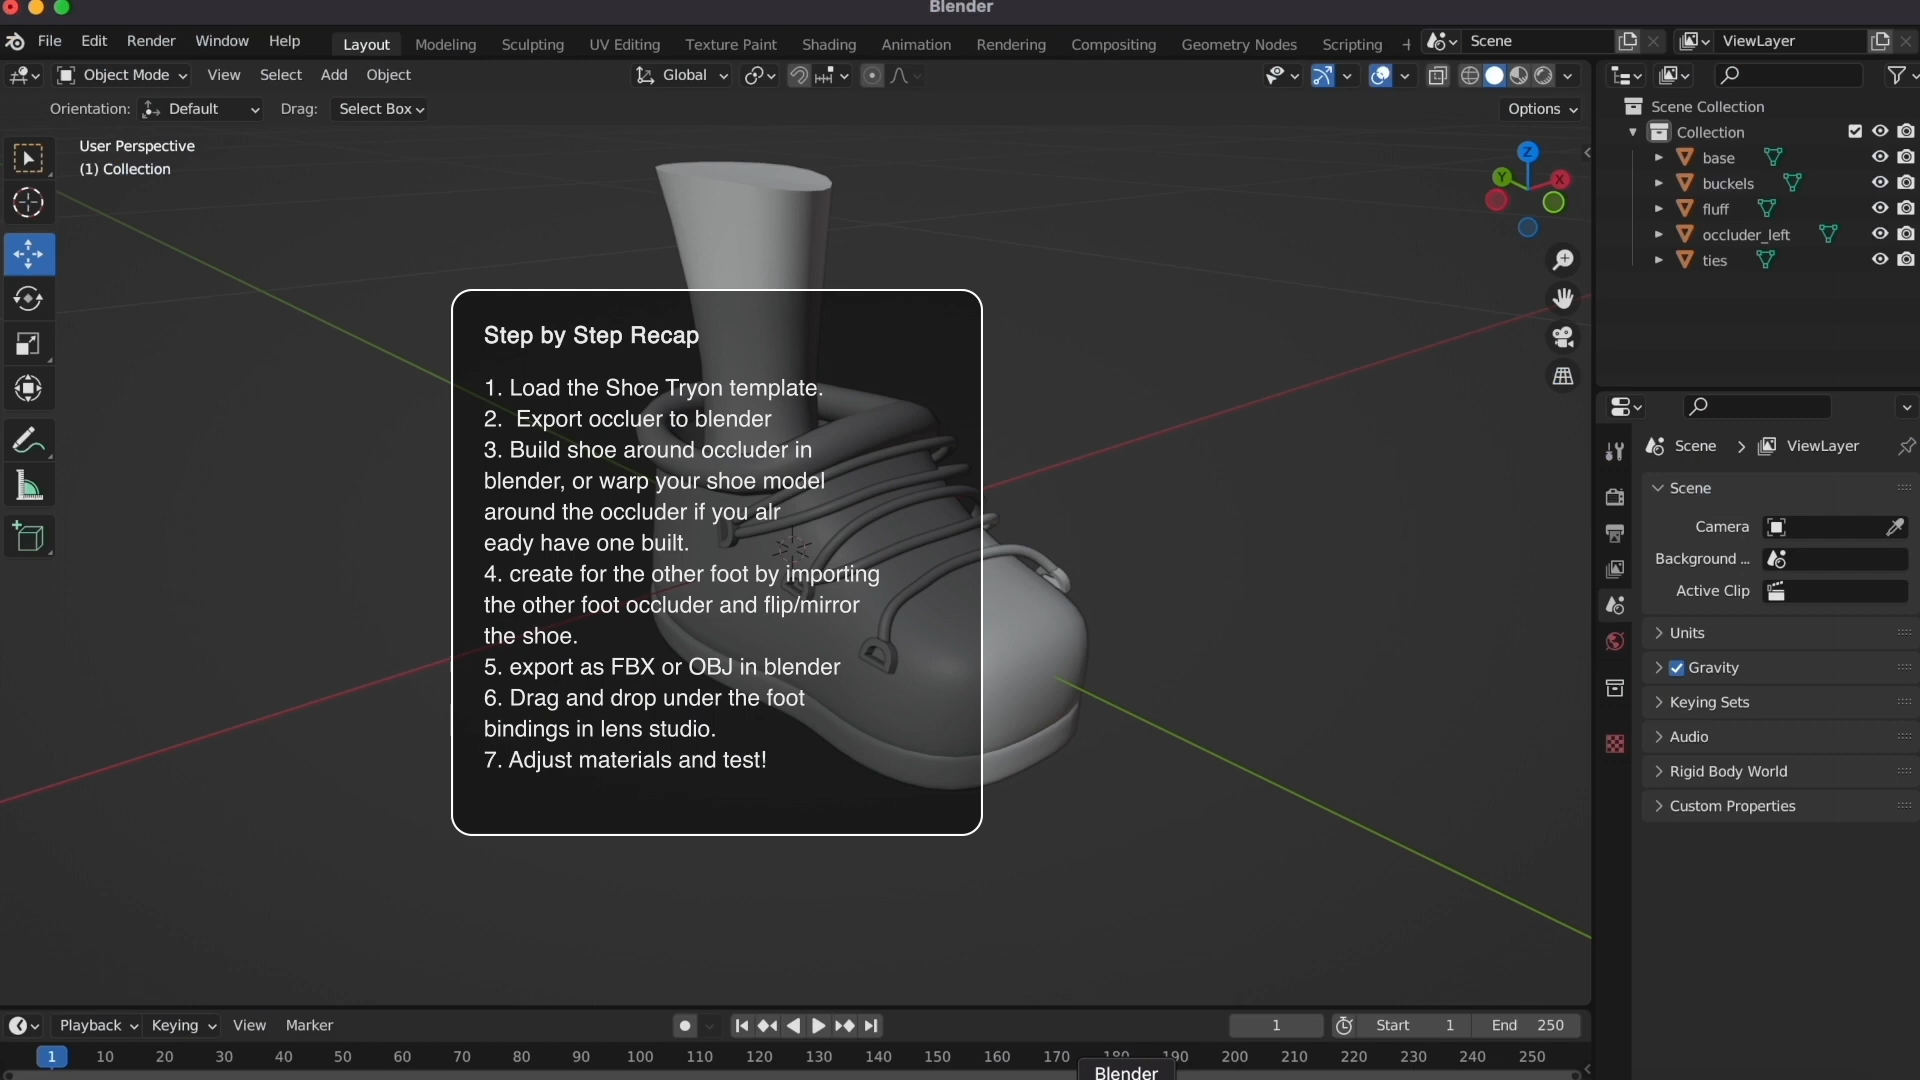 Blender
File Edit Render Window Help Layout Modeling Sculpting UV Editing Texture Paint Shading Animation Rendering Compositing Geometry Nodes Scripting Scene ViewLayer
Object Mode View Select Add Object Global
Orientation: Default Drag: Select Box Options
User Perspective
(1) Collection
Z
Y
X
Scene Collection
Collection
base
buckels
fluff
occluder_left
ties
Step by Step Recap
1. Load the Shoe Tryon template.
2. Export occluer to blender
3. Build shoe around occluder in
blender, or warp your shoe model
around the occluder if you alr
eady have one built.
4. create for the other foot by importing
the other foot occluder and flip/mirror
the shoe.
5. export as FBX or OBJ in blender
6. Drag and drop under the foot
bindings in lens studio.
7. Adjust materials and test!
Scene ViewLayer
Scene
Camera
Background ...
Active Clip
Units
Gravity
Keying Sets
Audio
Rigid Body World
Custom Properties
Playback Keying View Marker 1 Start 1 End 250
1 10 20 30 40 50 60 70 80 90 100 110 120 130 140 150 160 170 180 190 200 210 220 230 240 250
Blender